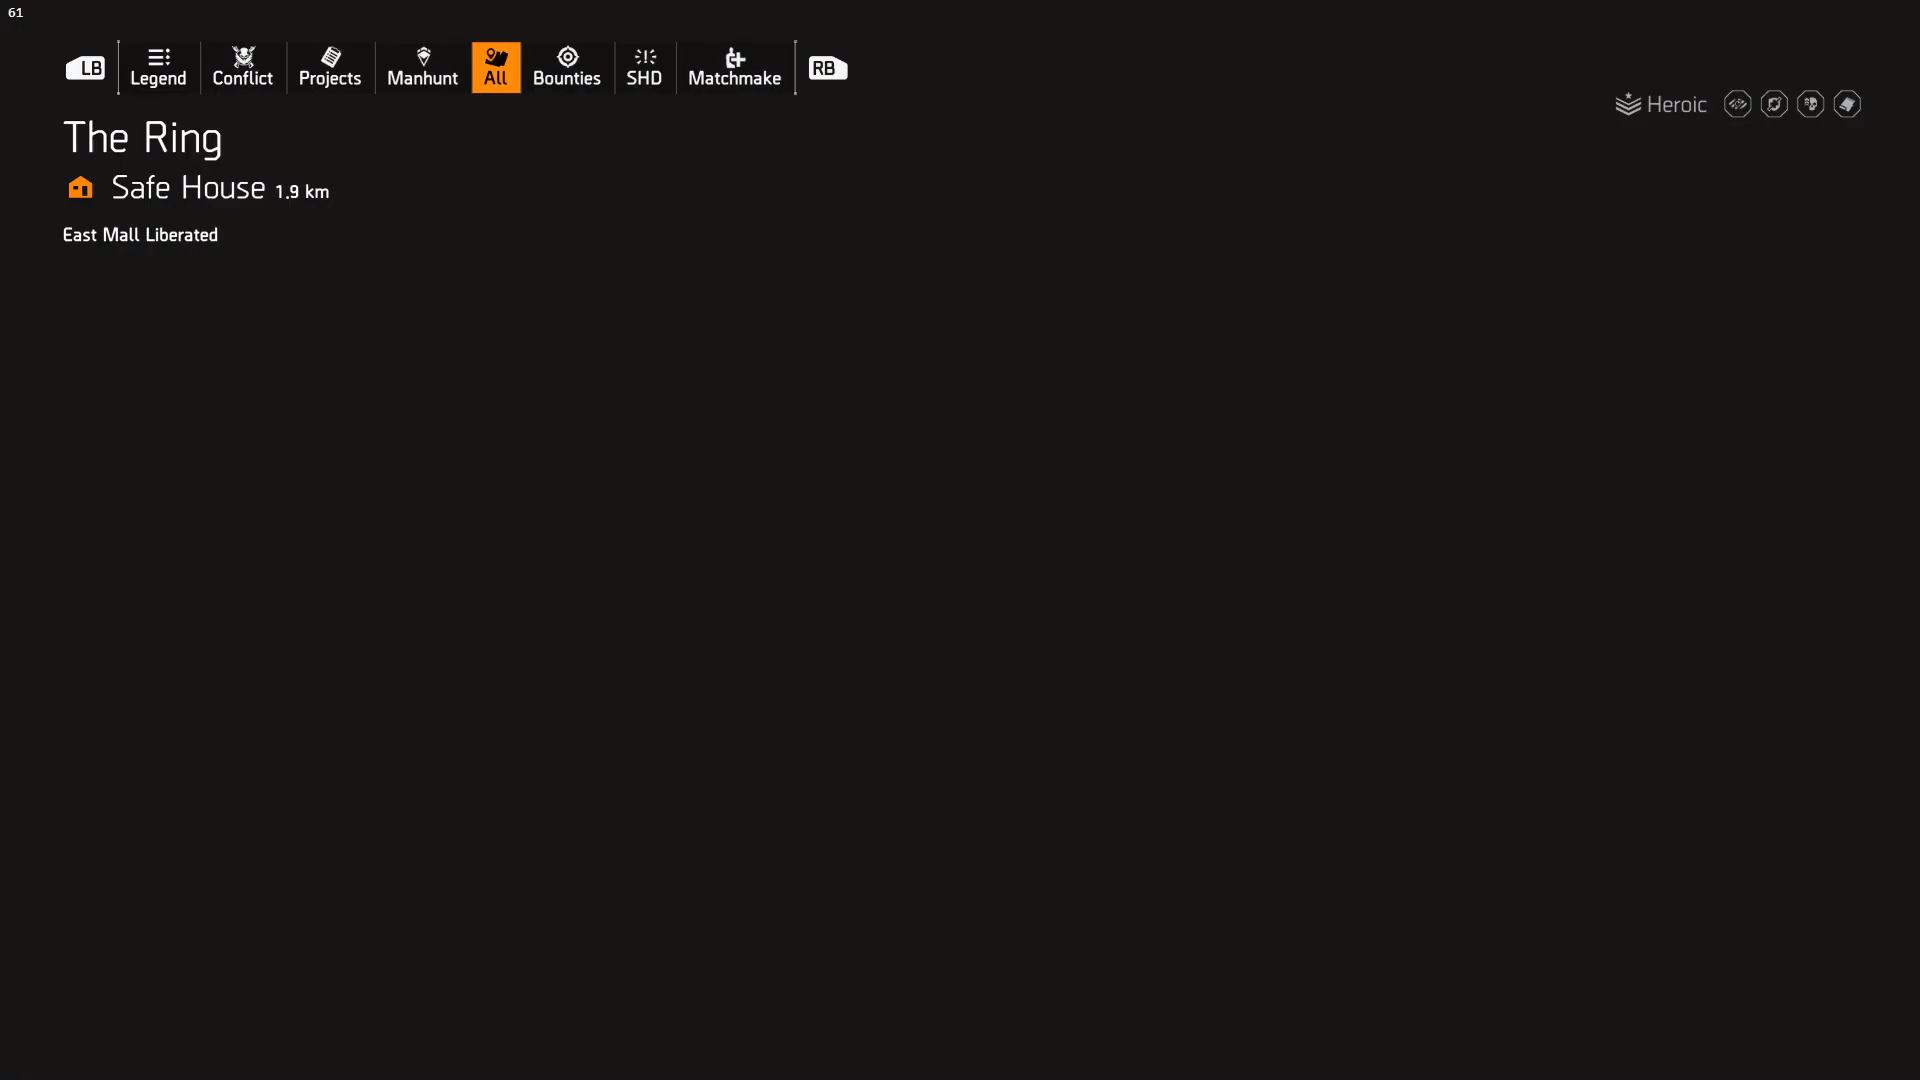 61
LB Legend Conflict Projects Manhunt All Bounties SHD Matchmake RB
Heroic
The Ring
Safe House 1.9 km
East Mall Liberated